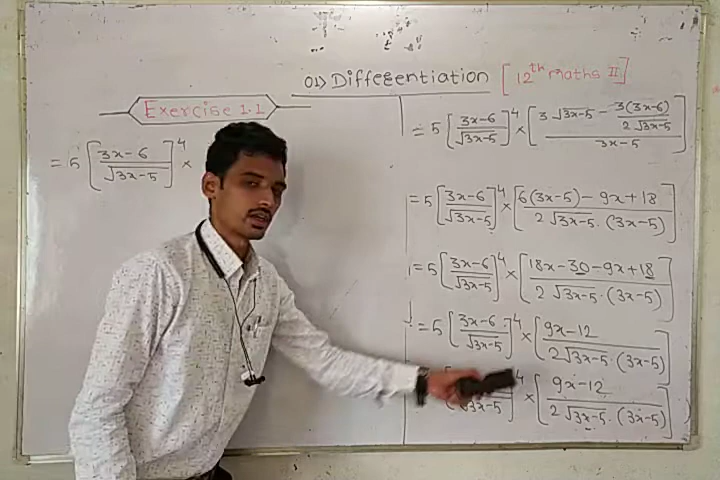 01) Differentiation [12th maths II]
Exercise 1.1
= 5 [(3x-6)/(√3x-5)]^4 ×
= 5 [(3x-6)/(√3x-5)]^4 × [(3√3x-5 - 3(3x-6)/(2√3x-5))/(3x-5)]
= 5 [(3x-6)/(√3x-5)]^4 × [(6(3x-5) - 9x+18)/(2√3x-5 · (3x-5))]
= 5 [(3x-6)/(√3x-5)]^4 × [(18x-30-9x+18)/(2√3x-5 · (3x-5))]
= 5 [(3x-6)/(√3x-5)]^4 × [(9x-12)/(2√3x-5 · (3x-5))]
3x-5]^4 × [(9x-12)/(2√3x-5 · (3x-5))]